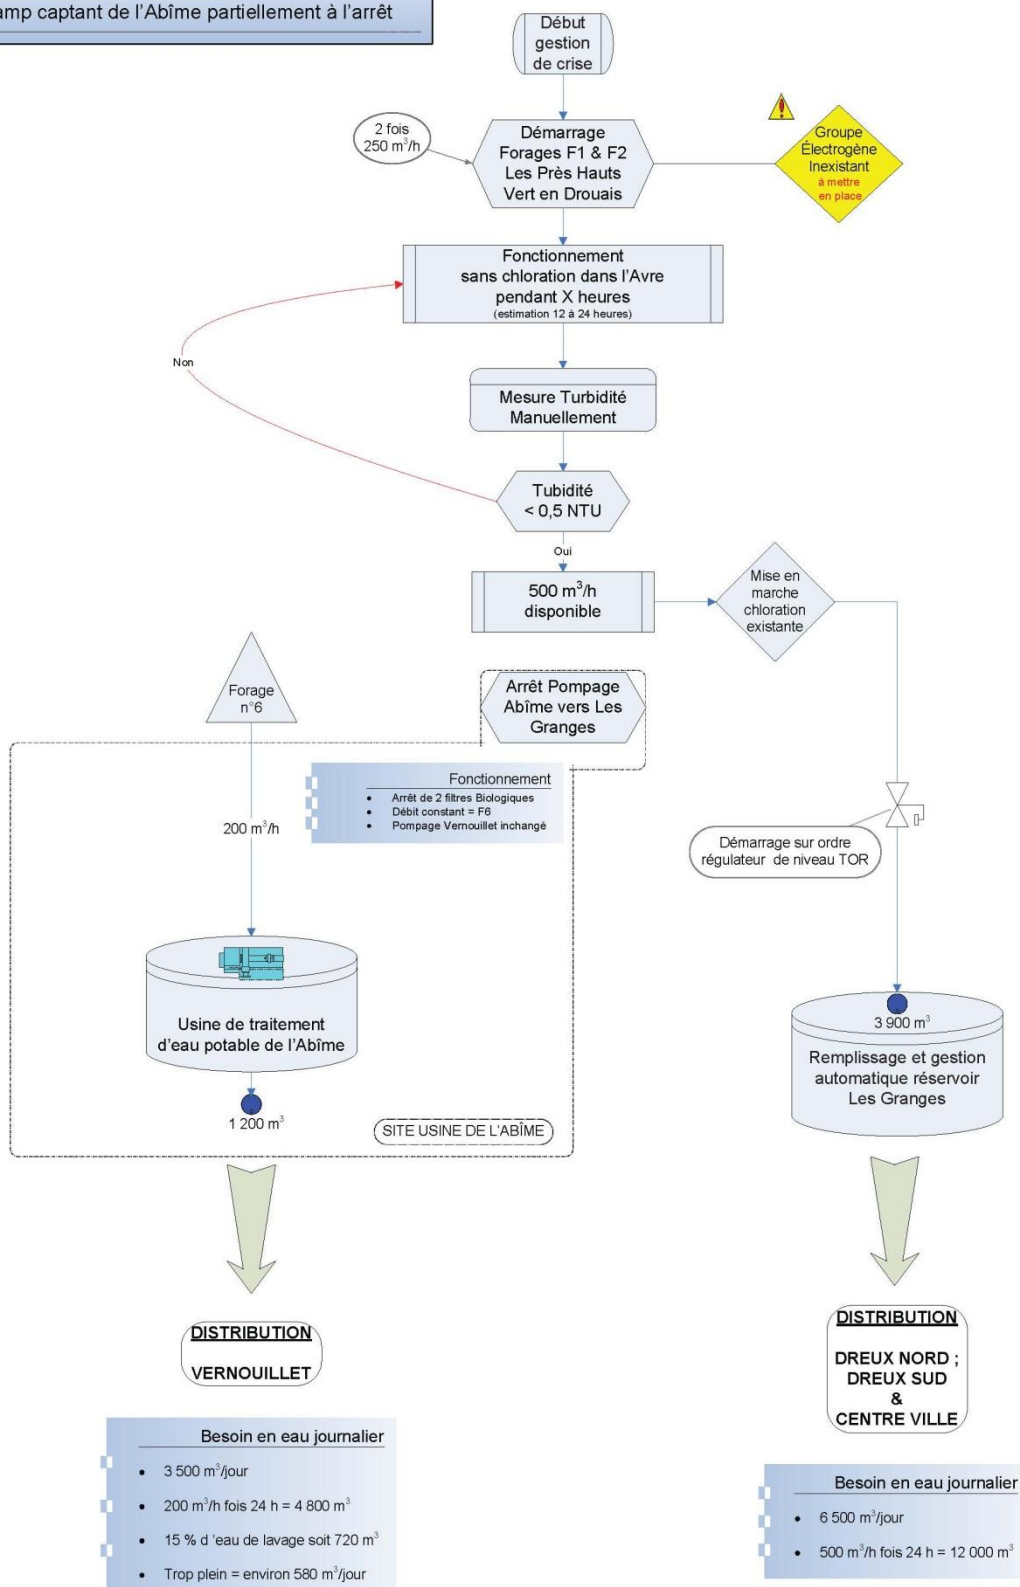 amp captant de l'Abîme partiellement à l'arrêt
Début
gestion
de crise
2 fois
250 m³/h
Démarrage
Forages F1 & F2
Les Près Hauts
Vert en Drouais
Groupe
Électrogène
Inexistant
à mettre
en place
Fonctionnement
sans chloration dans l'Avre
pendant X heures
(estimation 12 à 24 heures)
Non
Mesure Turbidité
Manuellement
Tubidité
< 0,5 NTU
Oui
500 m³/h
disponible
Mise en
marche
chloration
existante
Forage
n°6
Arrêt Pompage
Abîme vers Les
Granges
Fonctionnement
• Arrêt de 2 filtres Biologiques
• Débit constant = F6
• Pompage Vernouillet inchangé
200 m³/h
Démarrage sur ordre
régulateur de niveau TOR
Usine de traitement
d'eau potable de l'Abîme
1 200 m³
SITE USINE DE L'ABÎME
3 900 m³
Remplissage et gestion
automatique réservoir
Les Granges
DISTRIBUTION
VERNOUILLET
DISTRIBUTION
DREUX NORD ;
DREUX SUD
&
CENTRE VILLE
Besoin en eau journalier
• 3 500 m³/jour
• 200 m³/h fois 24 h = 4 800 m³
• 15 % d 'eau de lavage soit 720 m³
• Trop plein = environ 580 m³/jour
Besoin en eau journalier
• 6 500 m³/jour
• 500 m³/h fois 24 h = 12 000 m³